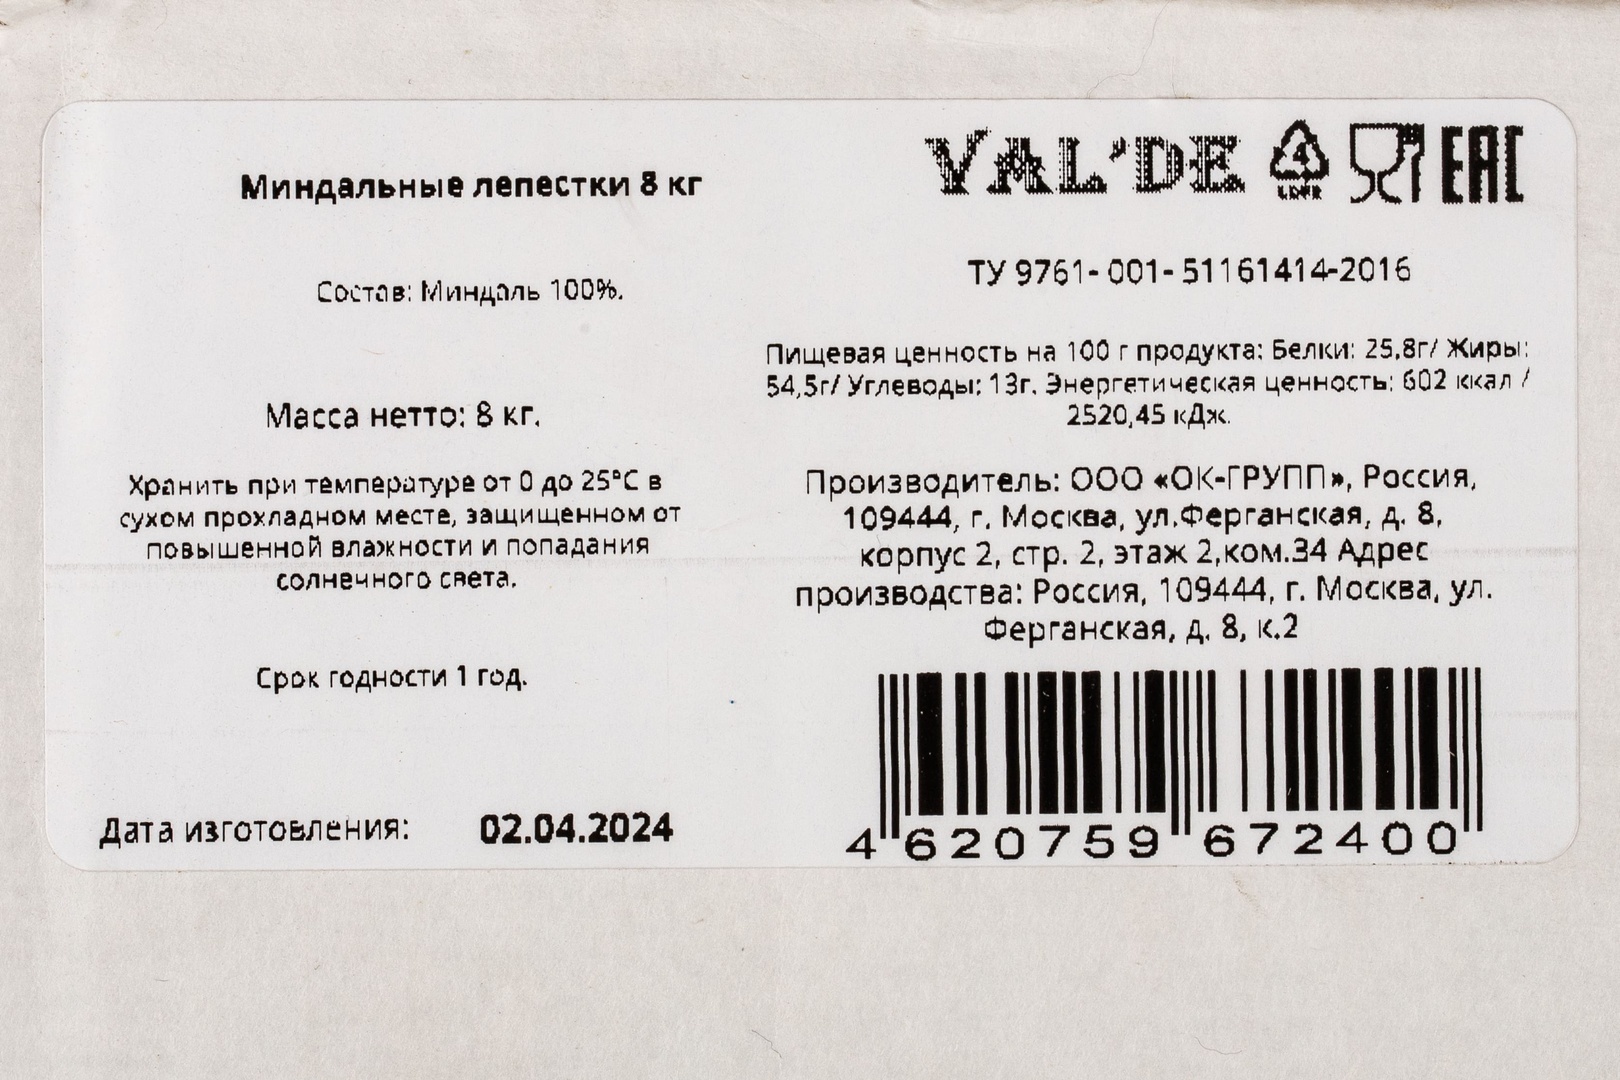 Миндальные лепестки 8 кг
Состав: Миндаль 100%.
Масса нетто: 8 кг.
Хранить при температуре от 0 до 25°С в
сухом прохладном месте, защищенном от
повышенной влажности и попадания
солнечного света.
Срок годности 1 год.
Дата изготовления: 02.04.2024
VAL'DE
4
LDPE
EAC
ТУ 9761- 001- 51161414-2016
Пищевая ценность на 100 г продукта: Белки: 25,8г/ Жиры:
54,5г/ Углеводы: 13г. Энергетическая ценность: 602 ккал /
2520,45 кДж.
Производитель: ООО «ОК-ГРУПП», Россия,
109444, г. Москва, ул.Ферганская, д. 8,
корпус 2, стр. 2, этаж 2,ком.34 Адрес
производства: Россия, 109444, г. Москва, ул.
Ферганская, д. 8, к.2
4 620759 672400